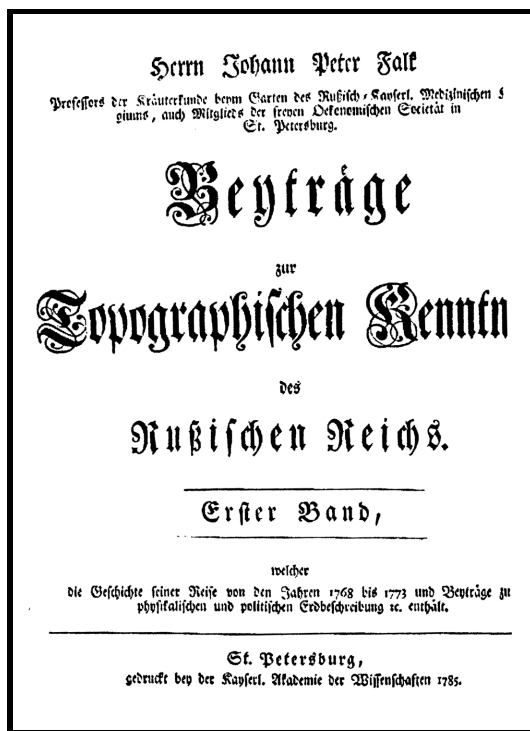 Herrn Johann Peter Falk
Professors der Kräuterkunde beym Garten des Rußisch-Kayserl. Medizinischen
giums, auch Mitglieds der freyen Oekonomischen Societät in
St. Petersburg.
Beyträge
zur
Topographischen Kenntn
des
Rußischen Reichs.
Erster Band,
welcher
die Geschichte seiner Reise von den Jahren 1768 bis 1773 und Beyträge zu
physikalischen und politischen Erdbeschreibung ꝛc. enthält.
St. Petersburg,
gedruckt bey der Kayserl. Akademie der Wissenschaften 1785.